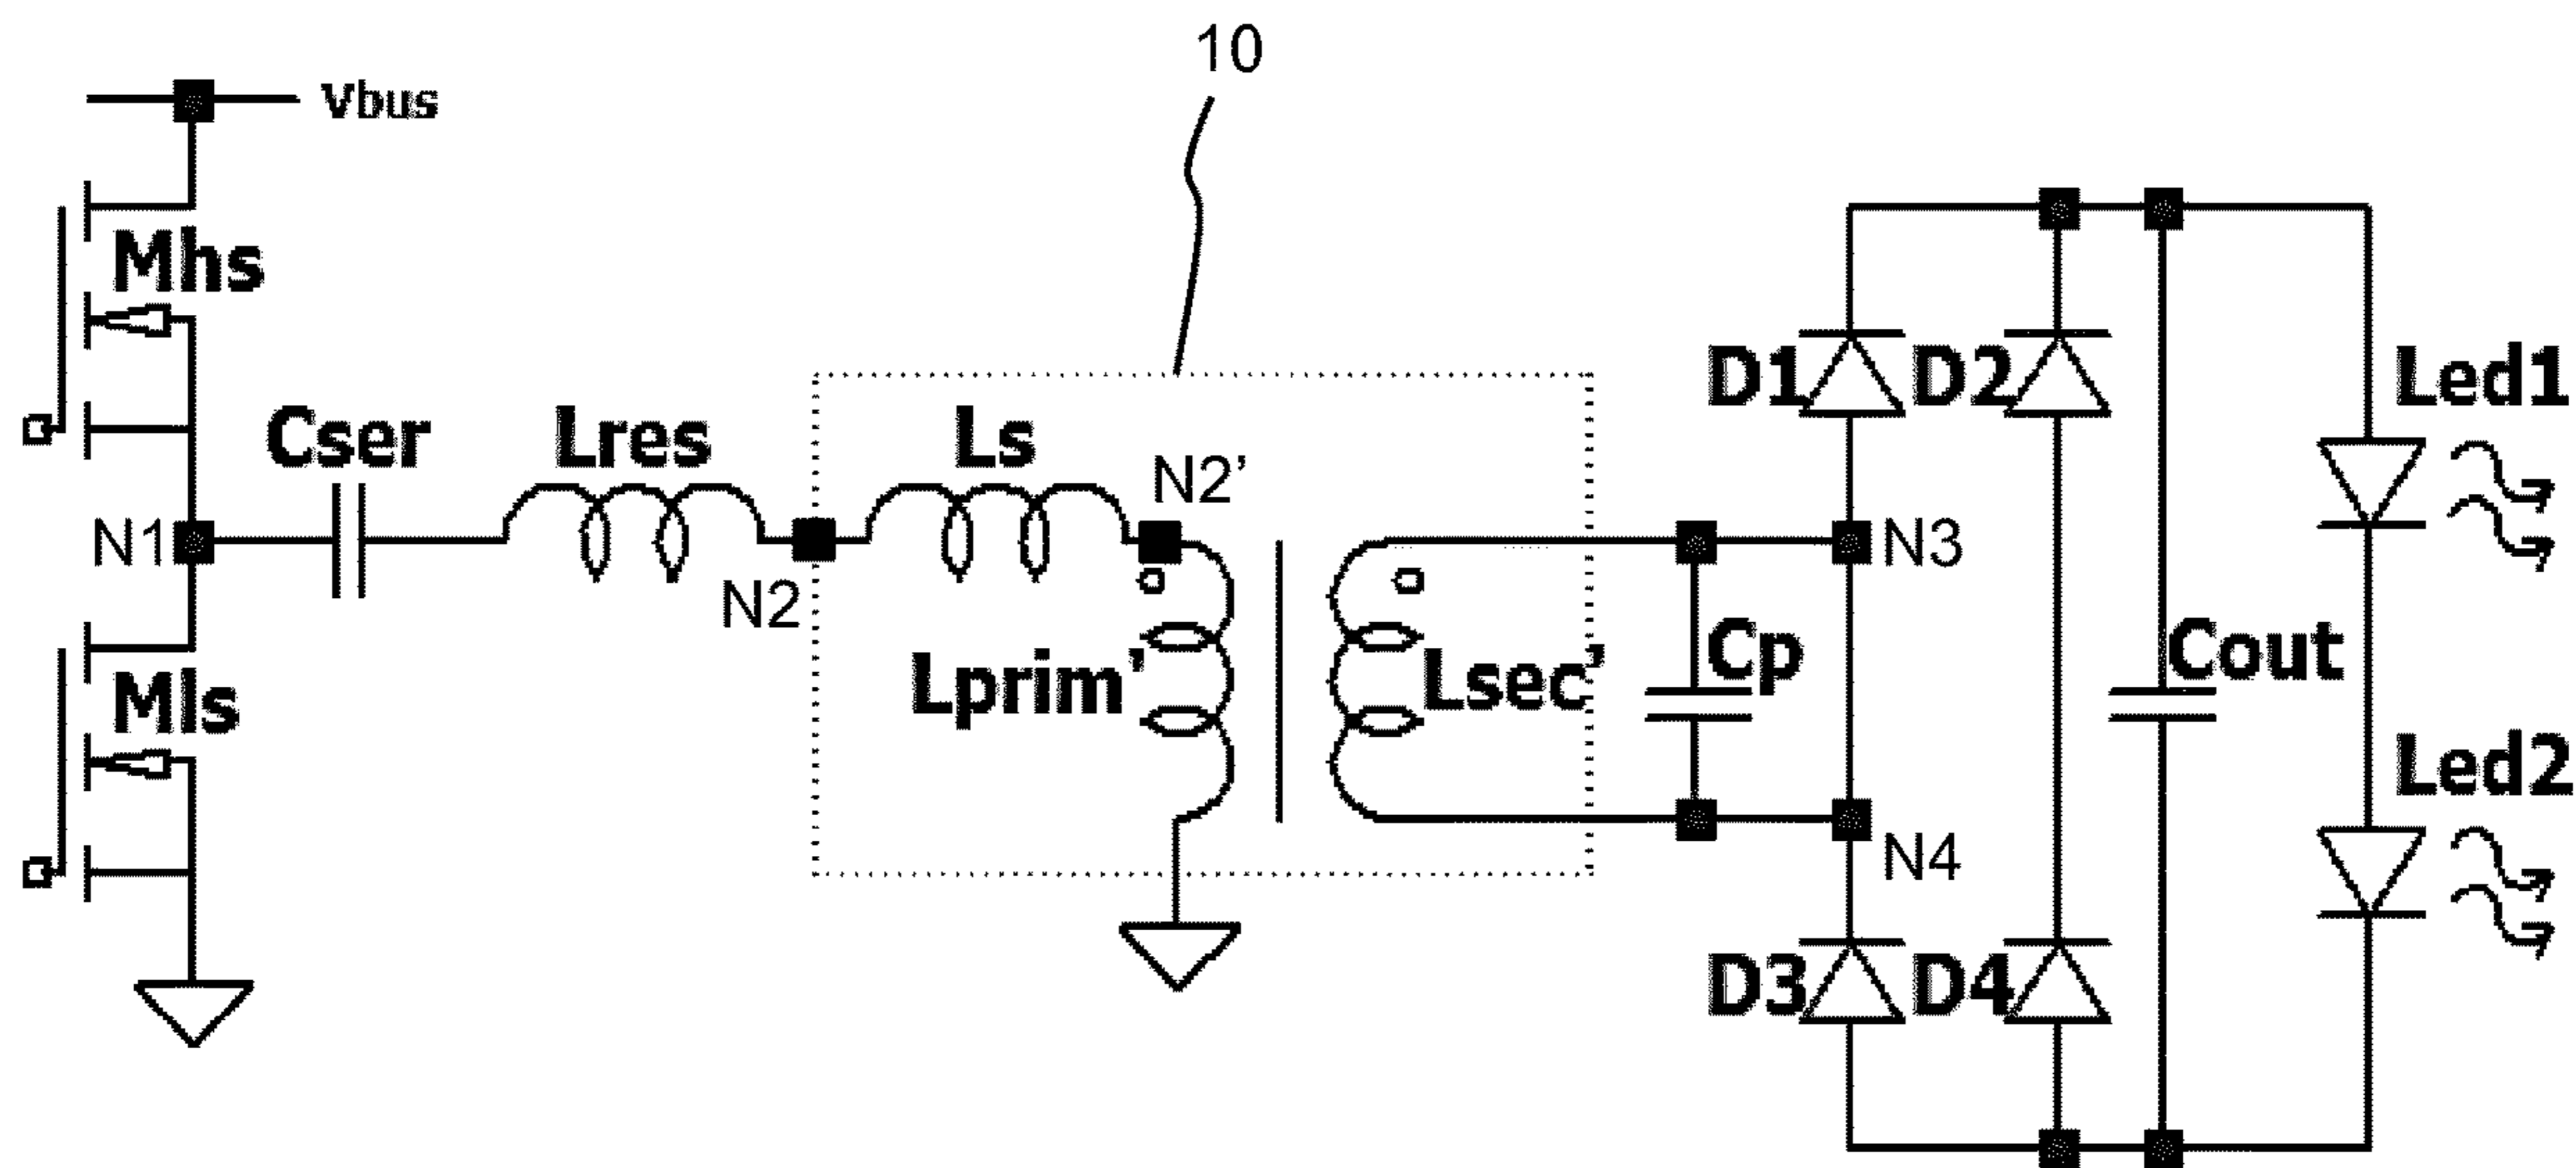 10
Vbus
Mhs
D1
D2
Led1
Cser
Lres
Ls
N2'
N1
N2
N3
Lprim'
Lsec'
Cp
Cout
Mls
Led2
N4
D3
D4